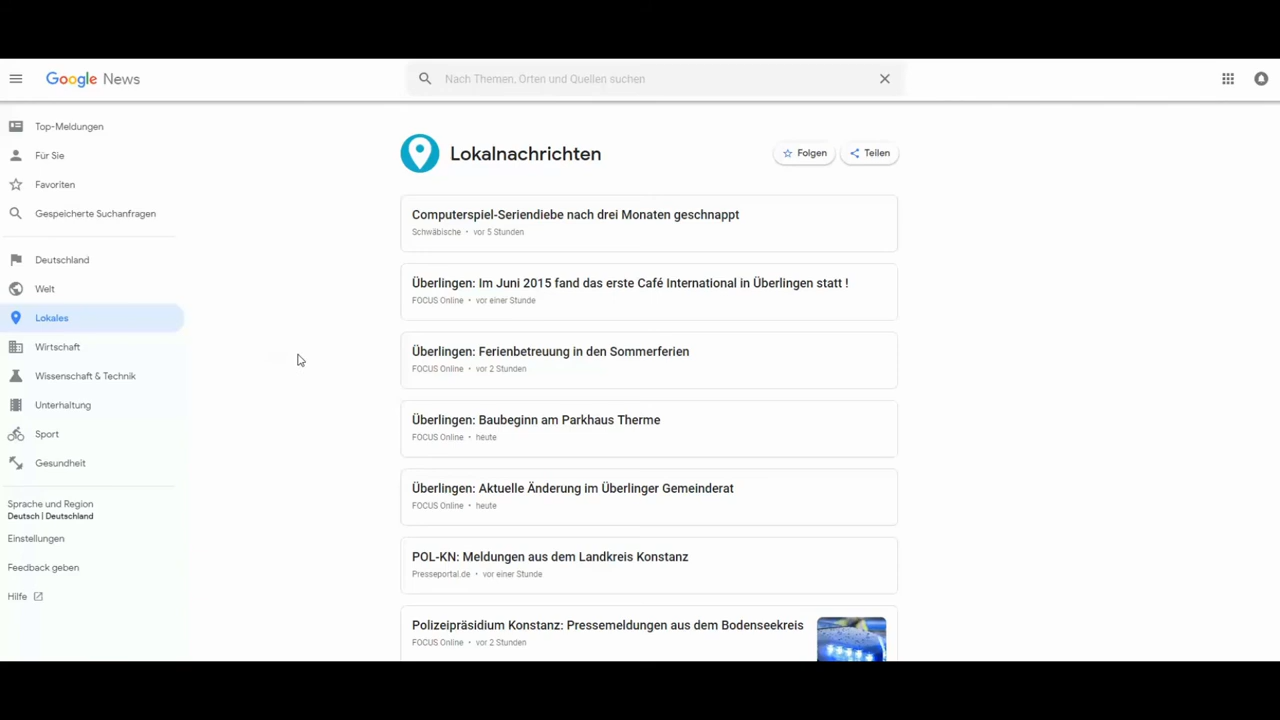 Google News
Nach Themen, Orten und Quellen suchen
Top-Meldungen
Für Sie
Favoriten
Gespeicherte Suchanfragen
Deutschland
Welt
Lokales
Wirtschaft
Wissenschaft & Technik
Unterhaltung
Sport
Gesundheit
Sprache und Region
Deutsch | Deutschland
Einstellungen
Feedback geben
Hilfe
Lokalnachrichten
Folgen
Teilen
Computerspiel-Seriendiebe nach drei Monaten geschnappt
Schwäbische • vor 5 Stunden
Überlingen: Im Juni 2015 fand das erste Café International in Überlingen statt !
FOCUS Online • vor einer Stunde
Überlingen: Ferienbetreuung in den Sommerferien
FOCUS Online • vor 2 Stunden
Überlingen: Baubeginn am Parkhaus Therme
FOCUS Online • heute
Überlingen: Aktuelle Änderung im Überlinger Gemeinderat
FOCUS Online • heute
POL-KN: Meldungen aus dem Landkreis Konstanz
Presseportal.de • vor einer Stunde
Polizeipräsidium Konstanz: Pressemeldungen aus dem Bodenseekreis
FOCUS Online • vor 2 Stunden